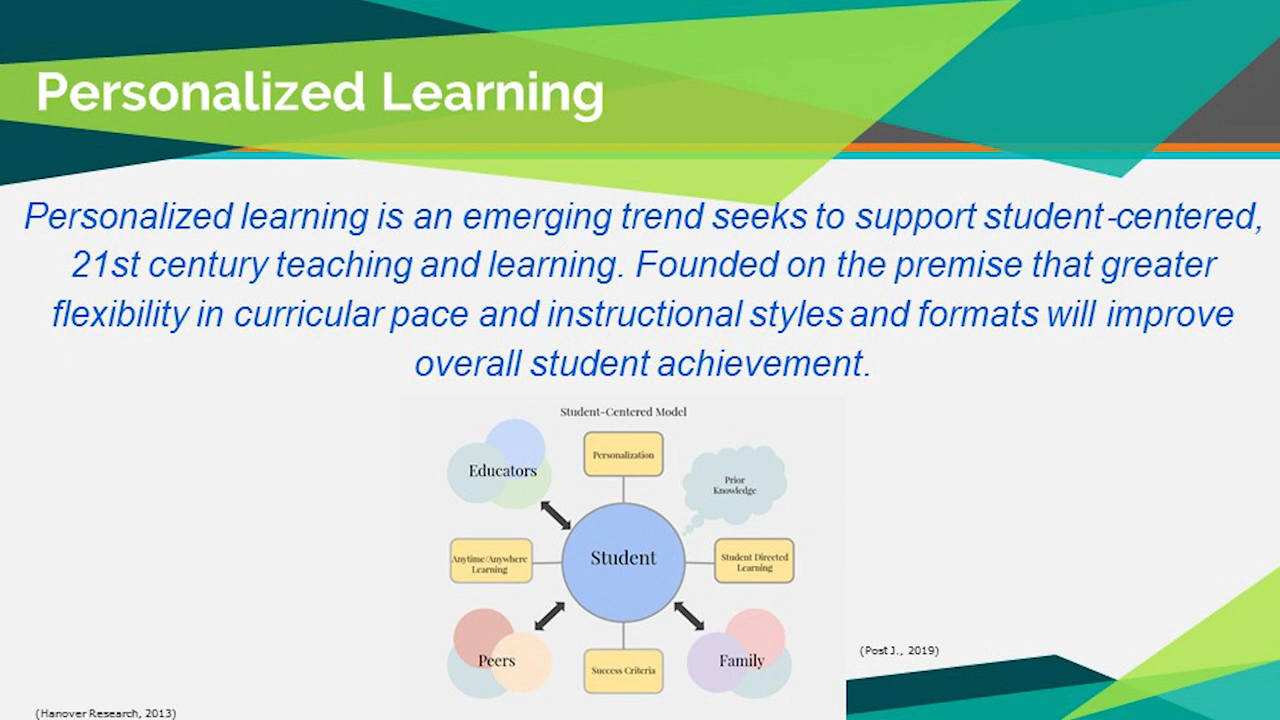 Personalized Learning
Personalized learning is an emerging trend seeks to support student-centered,
21st century teaching and learning. Founded on the premise that greater
flexibility in curricular pace and instructional styles and formats will improve
overall student achievement.
Student-Centered Model
Personalization
Educators
Prior
Knowledge
Student
Anytime/Anywhere
Learning
Student Directed
Learning
Peers
Success Criteria
Family
(Post J., 2019)
(Hanover Research, 2013)